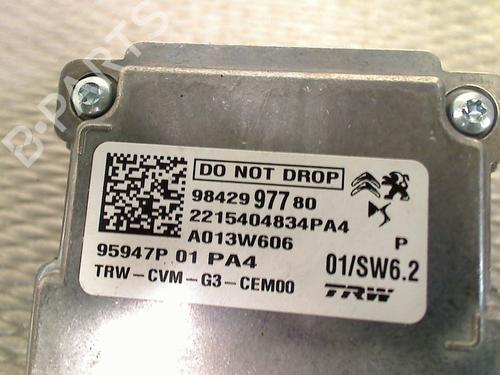 B-PARTS
DO NOT DROP
98429 977 80
2215404834PA4
A013W606
P
95947P 01 PA4
01/SW6.2
TRW-CVM-G3-CEM00
TRW